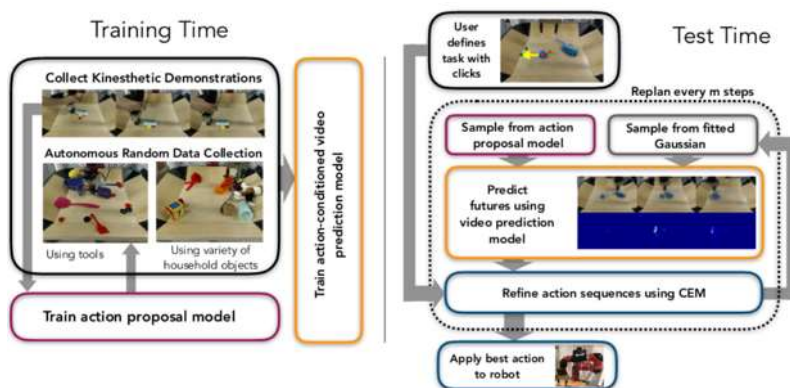 Training Time
Collect Kinesthetic Demonstrations
Autonomous Random Data Collection
Using tools
Using variety of
household objects
Train action proposal model
Train action-conditioned video
prediction model
Test Time
User
defines
task with
clicks
Replan every m steps
Sample from action
proposal model
Sample from fitted
Gaussian
Predict
futures using
video prediction
model
Refine action sequences using CEM
Apply best action
to robot